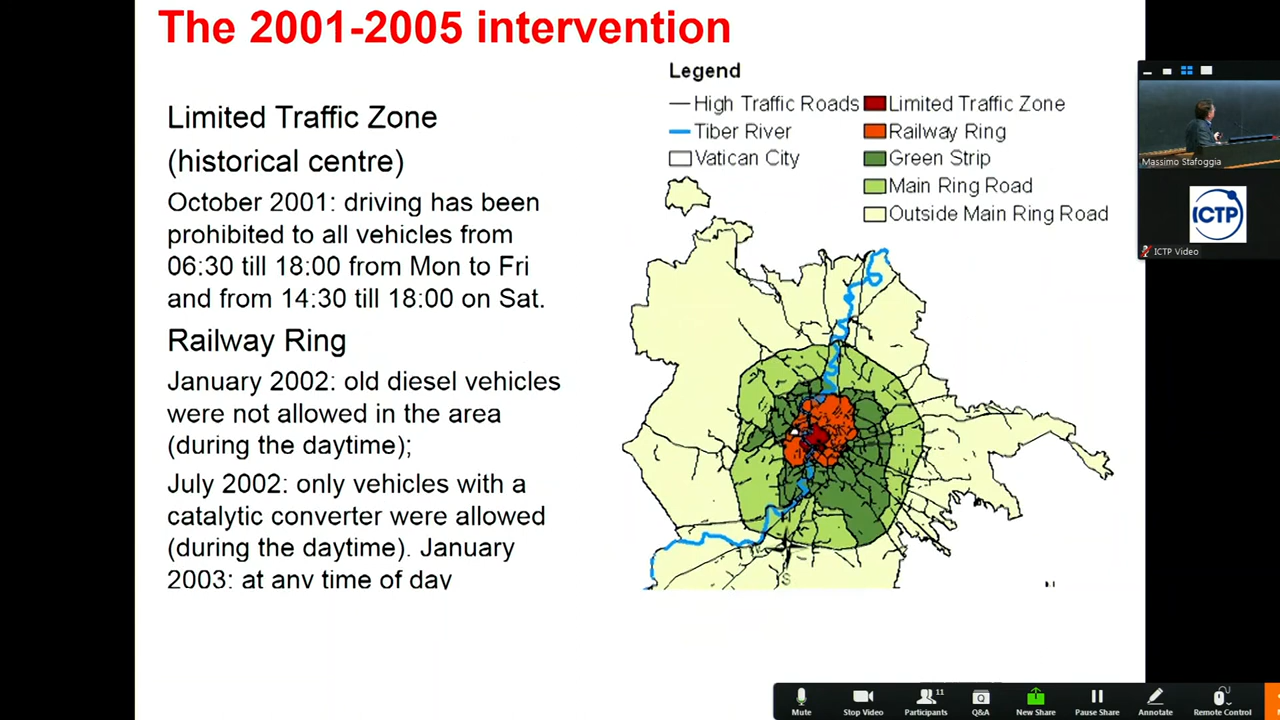 The 2001-2005 intervention
Limited Traffic Zone
(historical centre)
October 2001: driving has been
prohibited to all vehicles from
06:30 till 18:00 from Mon to Fri
and from 14:30 till 18:00 on Sat.
Railway Ring
January 2002: old diesel vehicles
were not allowed in the area
(during the daytime);
July 2002: only vehicles with a
catalytic converter were allowed
(during the daytime). January
2003: at any time of day
Legend
High Traffic Roads
Tiber River
Vatican City
Limited Traffic Zone
Railway Ring
Green Strip
Main Ring Road
Outside Main Ring Road
S
N
Massimo Stafoggia
ICTP
ICTP Video
Mute
Stop Video
11
Participants
Q&A
New Share
Pause Share
Annotate
Remote Control